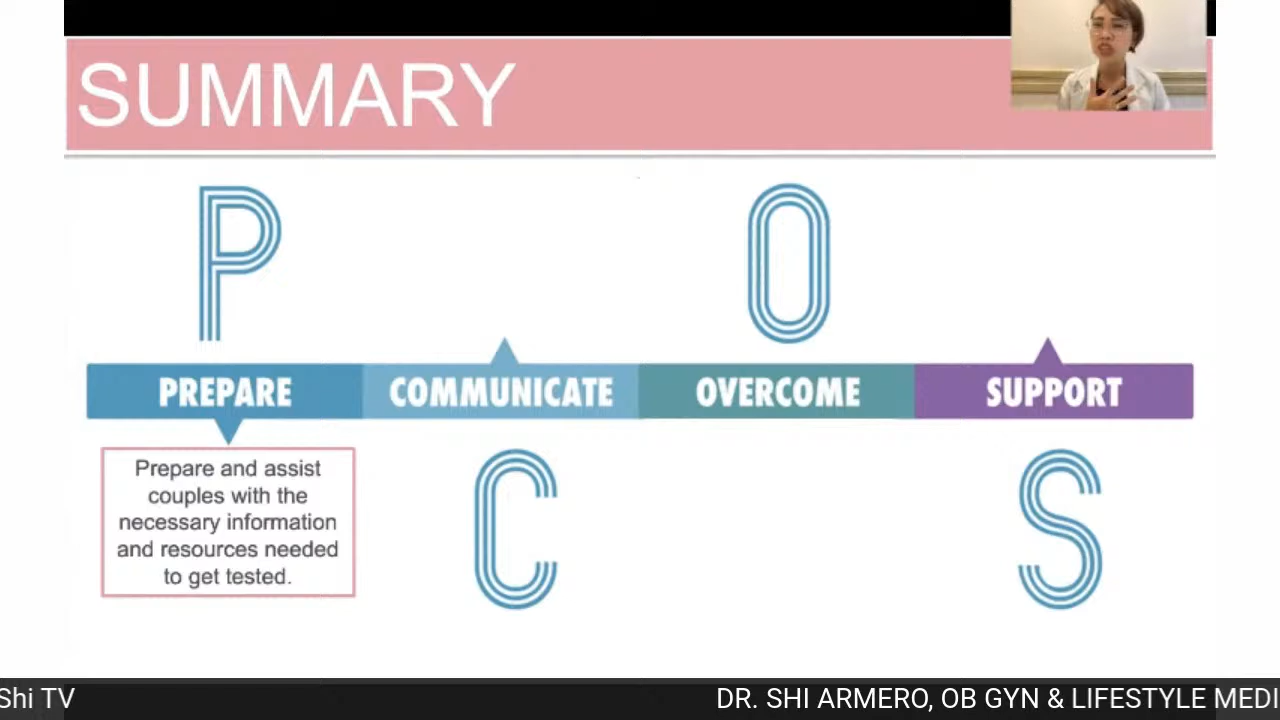 SUMMARY
P
O
PREPARE
COMMUNICATE
OVERCOME
SUPPORT
Prepare and assist
couples with the
necessary information
and resources needed
to get tested.
C
S
Shi TV
DR. SHI ARMERO, OB GYN & LIFESTYLE MEDI